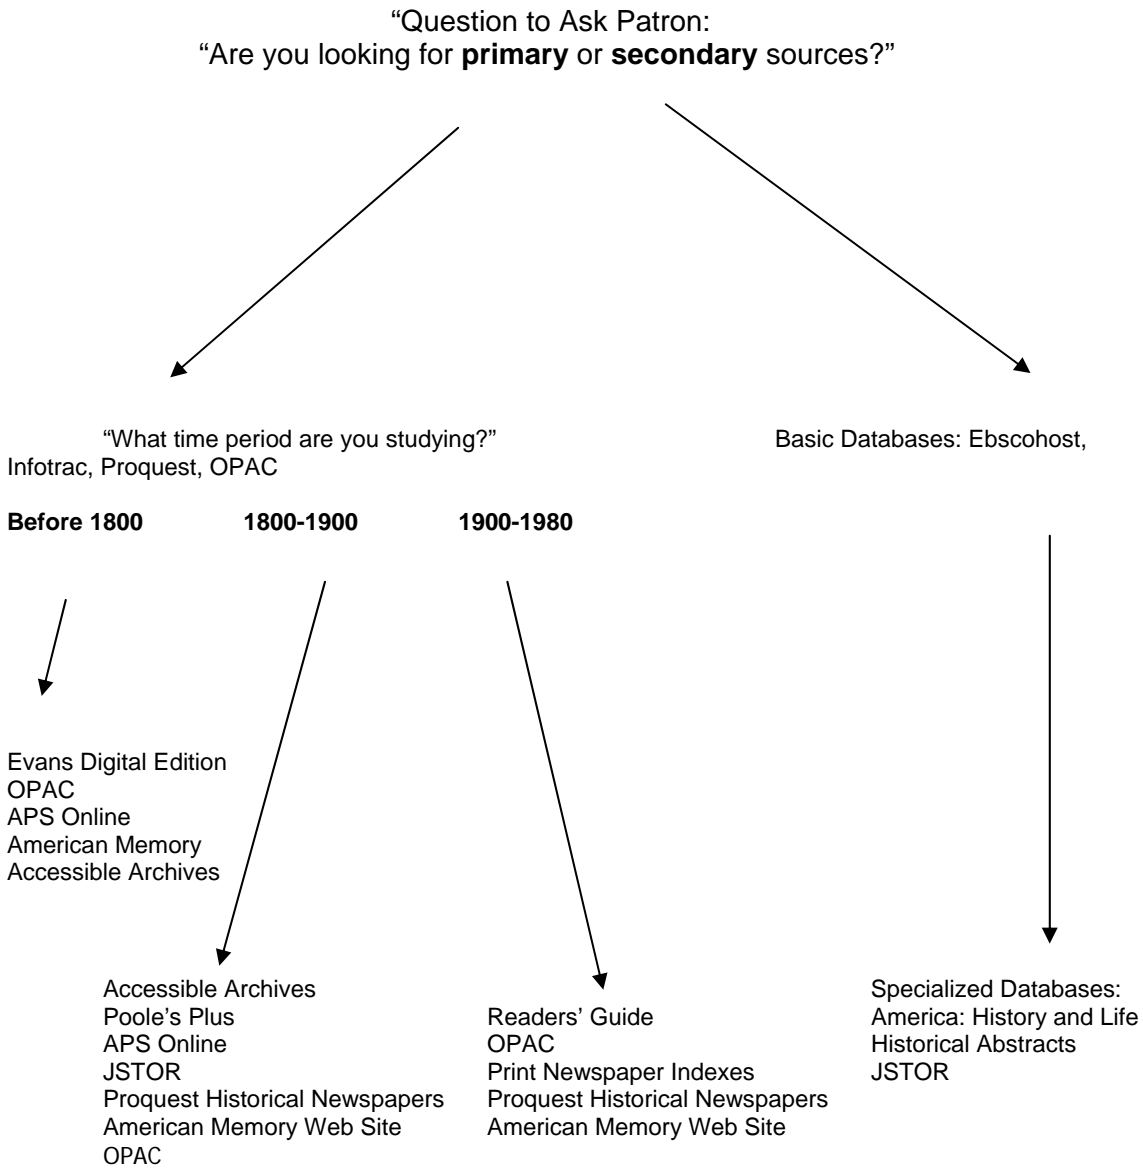 “Question to Ask Patron:
“Are you looking for primary or secondary sources?”
“What time period are you studying?” Basic Databases: Ebscohost,
Infotrac, Proquest, OPAC
Before 1800 1800-1900 1900-1980
Evans Digital Edition
OPAC
APS Online
American Memory
Accessible Archives
Accessible Archives
Poole’s Plus
APS Online
JSTOR
Proquest Historical Newspapers
American Memory Web Site
OPAC
Readers’ Guide
OPAC
Print Newspaper Indexes
Proquest Historical Newspapers
American Memory Web Site
Specialized Databases:
America: History and Life
Historical Abstracts
JSTOR